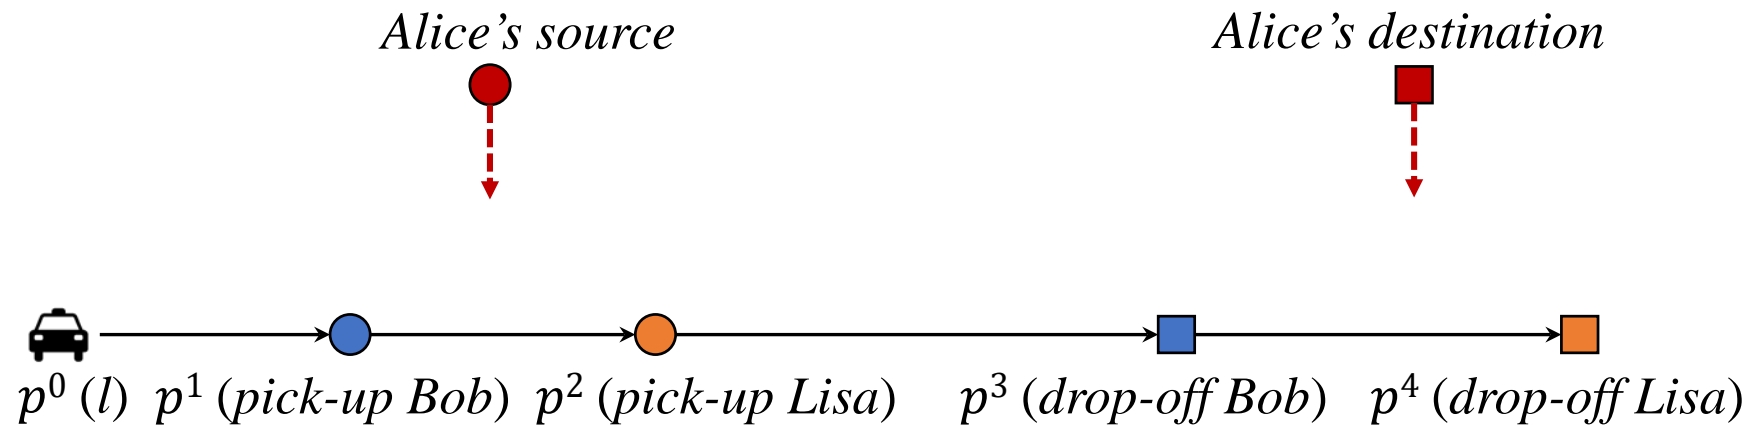 Alice's source
Alice's destination
p⁰ (l) p¹ (pick-up Bob) p² (pick-up Lisa) p³ (drop-off Bob) p⁴ (drop-off Lisa)